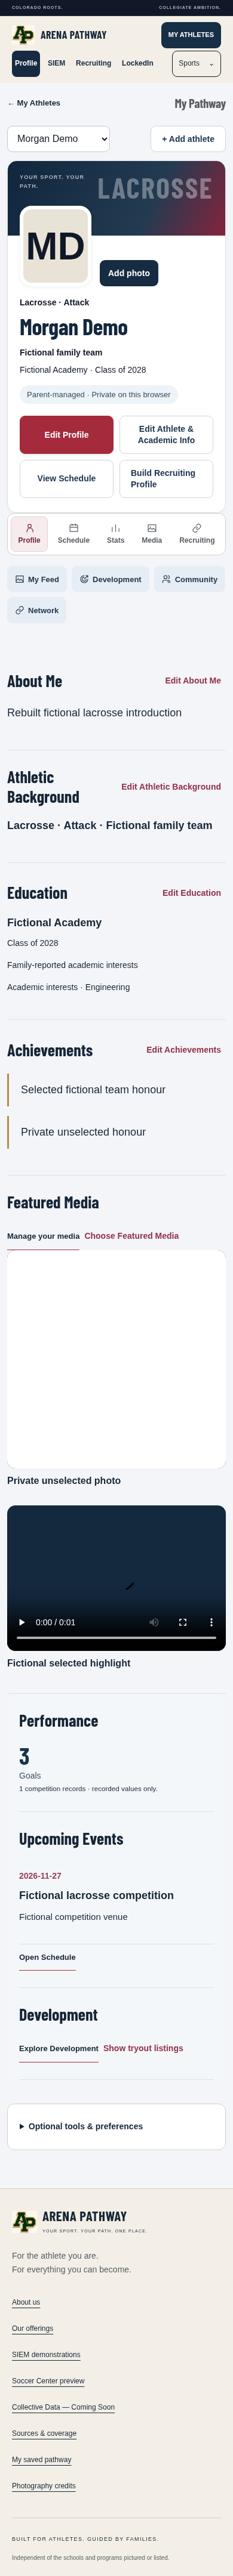 COLORADO ROOTS.
COLLEGIATE AMBITION.
AP
ARENA PATHWAY
MY ATHLETES
Profile
SIEM
Recruiting
LockedIn
Sports
← My Athletes
My Pathway
Morgan Demo
+ Add athlete
YOUR SPORT. YOUR
PATH.
LACROSSE
MD
Add photo
Lacrosse · Attack
Morgan Demo
Fictional family team
Fictional Academy · Class of 2028
Parent-managed · Private on this browser
Edit Profile
Edit Athlete &
Academic Info
View Schedule
Build Recruiting
Profile
Profile
Schedule
Stats
Media
Recruiting
My Feed
Development
Community
Network
About Me
Edit About Me
Rebuilt fictional lacrosse introduction
Athletic
Background
Edit Athletic Background
Lacrosse · Attack · Fictional family team
Education
Edit Education
Fictional Academy
Class of 2028
Family-reported academic interests
Academic interests · Engineering
Achievements
Edit Achievements
Selected fictional team honour
Private unselected honour
Featured Media
Manage your media
Choose Featured Media
Private unselected photo
0:00 / 0:01
Fictional selected highlight
Performance
3
Goals
1 competition records · recorded values only.
Upcoming Events
2026-11-27
Fictional lacrosse competition
Fictional competition venue
Open Schedule
Development
Explore Development
Show tryout listings
▶ Optional tools & preferences
AP
ARENA PATHWAY
YOUR SPORT. YOUR PATH. ONE PLACE.
For the athlete you are.
For everything you can become.
About us
Our offerings
SIEM demonstrations
Soccer Center preview
Collective Data — Coming Soon
Sources & coverage
My saved pathway
Photography credits
BUILT FOR ATHLETES. GUIDED BY FAMILIES.
Independent of the schools and programs pictured or listed.